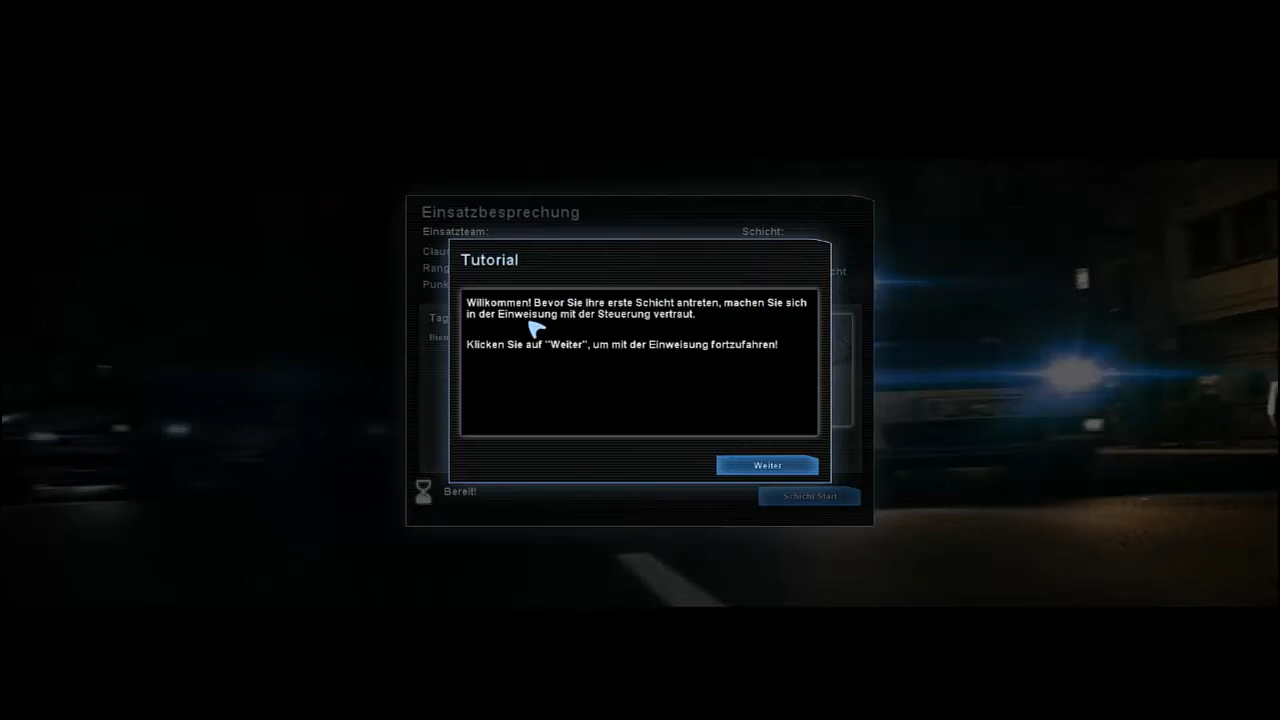 Einsatzbesprechung
Einsatzteam:
Schicht:
Tutorial
Willkommen! Bevor Sie Ihre erste Schicht antreten, machen Sie sich
in der Einweisung mit der Steuerung vertraut.
Klicken Sie auf "Weiter", um mit der Einweisung fortzufahren!
Weiter
Bereit!
Schicht Start